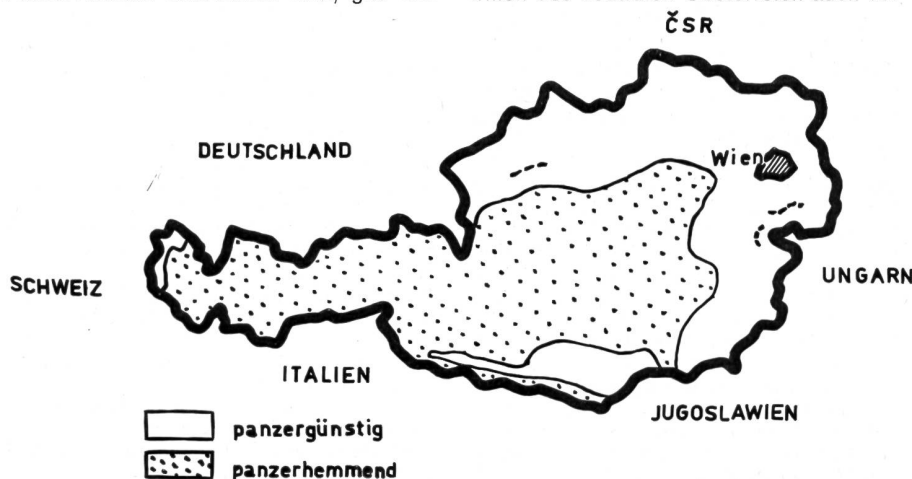 ČSR
DEUTSCHLAND
Wien
SCHWEIZ
UNGARN
ITALIEN
JUGOSLAWIEN
panzergünstig
panzerhemmend